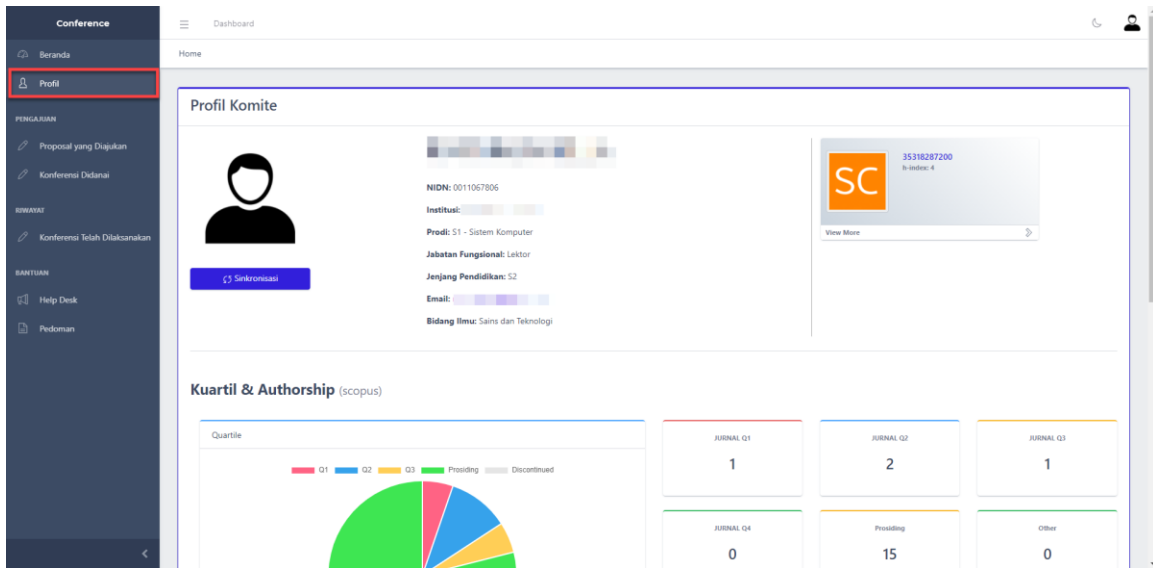 Conference
Dashboard
Beranda
Home
Profil
PENGAJUAN
Proposal yang Diajukan
Konferensi Didanai
RIWAYAT
Konferensi Telah Dilaksanakan
BANTUAN
Help Desk
Pedoman
Profil Komite
Sinkronisasi
NIDN: 0011067806
Institusi:
Prodi: S1 - Sistem Komputer
Jabatan Fungsional: Lektor
Jenjang Pendidikan: S2
Email:
Bidang Ilmu: Sains dan Teknologi
SC
35318287200
h-index: 4
View More
Kuartil & Authorship (scopus)
Quartile
Q1 Q2 Q3 Prosiding Discontinued
JURNAL Q1
1
JURNAL Q2
2
JURNAL Q3
1
JURNAL Q4
0
Prosiding
15
Other
0